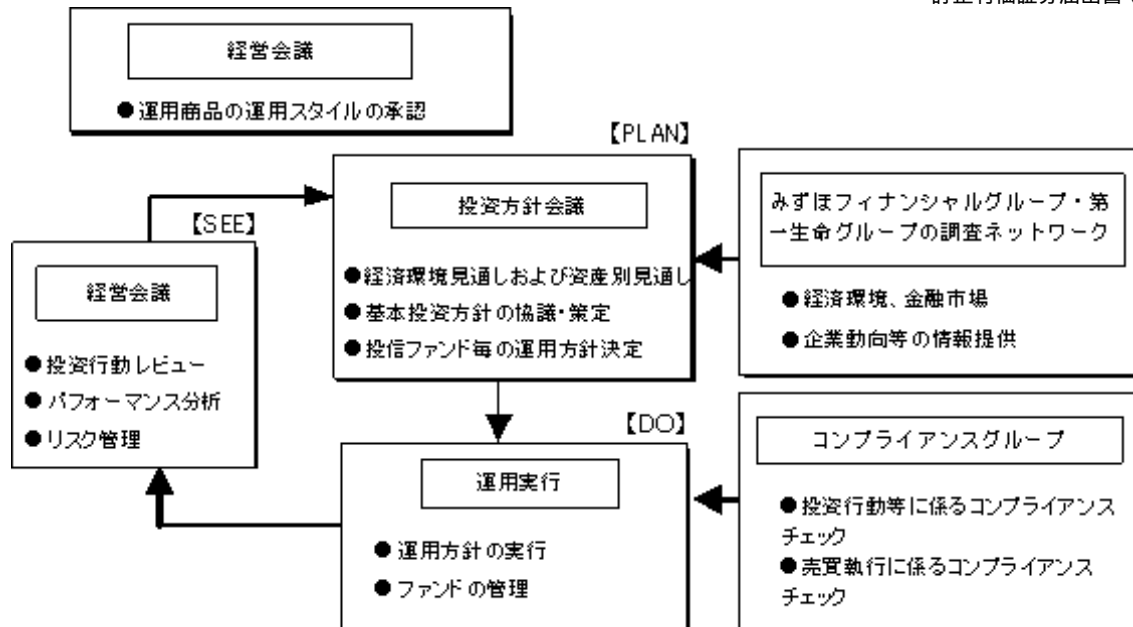 経営会議
●運用商品の運用スタイルの承認
【PLAN】
投資方針会議
●経済環境見通しおよび資産別見通し
●基本投資方針の協議・策定
●投信ファンド毎の運用方針決定
みずほフィナンシャルグループ・第
一生命グループの調査ネットワーク
●経済環境、金融市場
●企業動向等の情報提供
【SEE】
経営会議
●投資行動レビュー
●パフォーマンス分析
●リスク管理
【DO】
運用実行
●運用方針の実行
●ファンドの管理
コンプライアンスグループ
●投資行動等に係るコンプライアンス
チェック
●売買執行に係るコンプライアンス
チェック